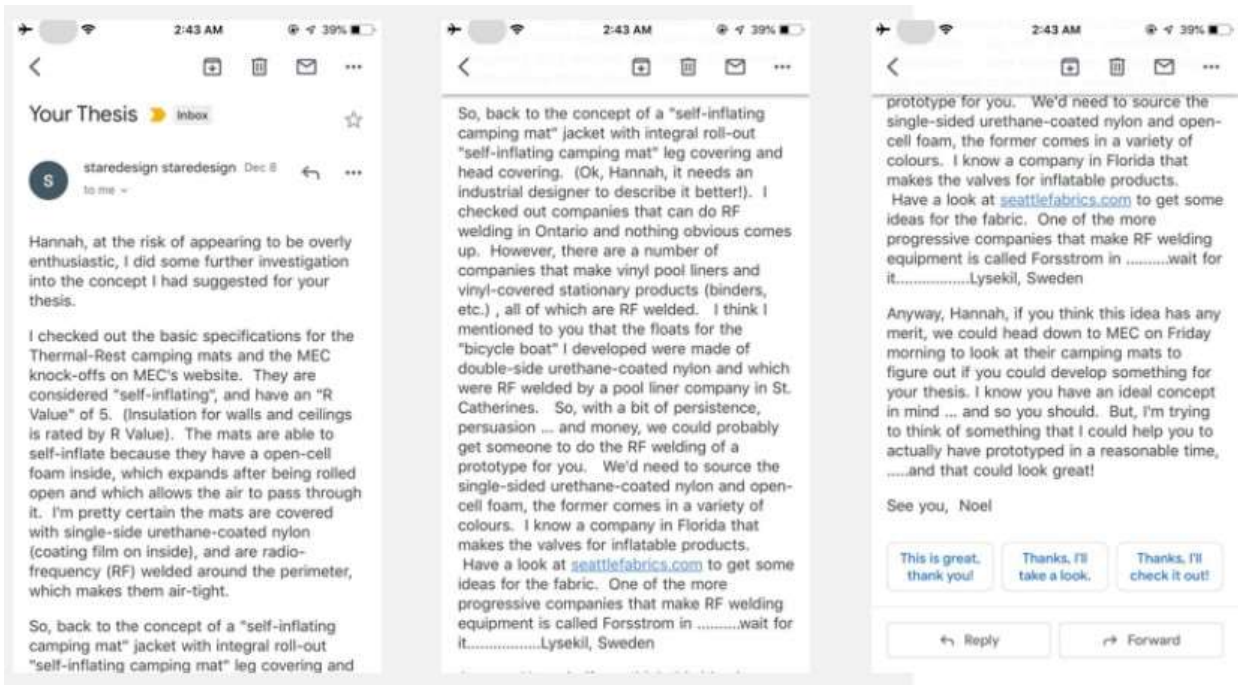 2:43 AM
39%
Your Thesis Inbox
S
staredesign staredesign Dec 8
to me
Hannah, at the risk of appearing to be overly
enthusiastic, I did some further investigation
into the concept I had suggested for your
thesis.
I checked out the basic specifications for the
Thermal-Rest camping mats and the MEC
knock-offs on MEC's website. They are
considered "self-inflating", and have an "R
Value" of 5. (Insulation for walls and ceilings
is rated by R Value). The mats are able to
self-inflate because they have a open-cell
foam inside, which expands after being rolled
open and which allows the air to pass through
it. I'm pretty certain the mats are covered
with single-side urethane-coated nylon
(coating film on inside), and are radio-
frequency (RF) welded around the perimeter,
which makes them air-tight.
So, back to the concept of a "self-inflating
camping mat" jacket with integral roll-out
"self-inflating camping mat" leg covering and
2:43 AM
39%
So, back to the concept of a "self-inflating
camping mat" jacket with integral roll-out
"self-inflating camping mat" leg covering and
head covering. (Ok, Hannah, it needs an
industrial designer to describe it better!). I
checked out companies that can do RF
welding in Ontario and nothing obvious comes
up. However, there are a number of
companies that make vinyl pool liners and
vinyl-covered stationary products (binders,
etc.) , all of which are RF welded. I think I
mentioned to you that the floats for the
"bicycle boat" I developed were made of
double-side urethane-coated nylon and which
were RF welded by a pool liner company in St.
Catherines. So, with a bit of persistence,
persuasion ... and money, we could probably
get someone to do the RF welding of a
prototype for you. We'd need to source the
single-sided urethane-coated nylon and open-
cell foam, the former comes in a variety of
colours. I know a company in Florida that
makes the valves for inflatable products.
Have a look at seattlefabrics.com to get some
ideas for the fabric. One of the more
progressive companies that make RF welding
equipment is called Forsstrom in ..........wait for
it.................Lysekil, Sweden
2:43 AM
39%
prototype for you. We'd need to source the
single-sided urethane-coated nylon and open-
cell foam, the former comes in a variety of
colours. I know a company in Florida that
makes the valves for inflatable products.
Have a look at seattlefabrics.com to get some
ideas for the fabric. One of the more
progressive companies that make RF welding
equipment is called Forsstrom in ..........wait for
it.................Lysekil, Sweden
Anyway, Hannah, if you think this idea has any
merit, we could head down to MEC on Friday
morning to look at their camping mats to
figure out if you could develop something for
your thesis. I know you have an ideal concept
in mind ... and so you should. But, I'm trying
to think of something that I could help you to
actually have prototyped in a reasonable time,
.....and that could look great!
See you, Noel
This is great,
thank you!
Thanks, I'll
take a look.
Thanks, I'll
check it out!
Reply
Forward